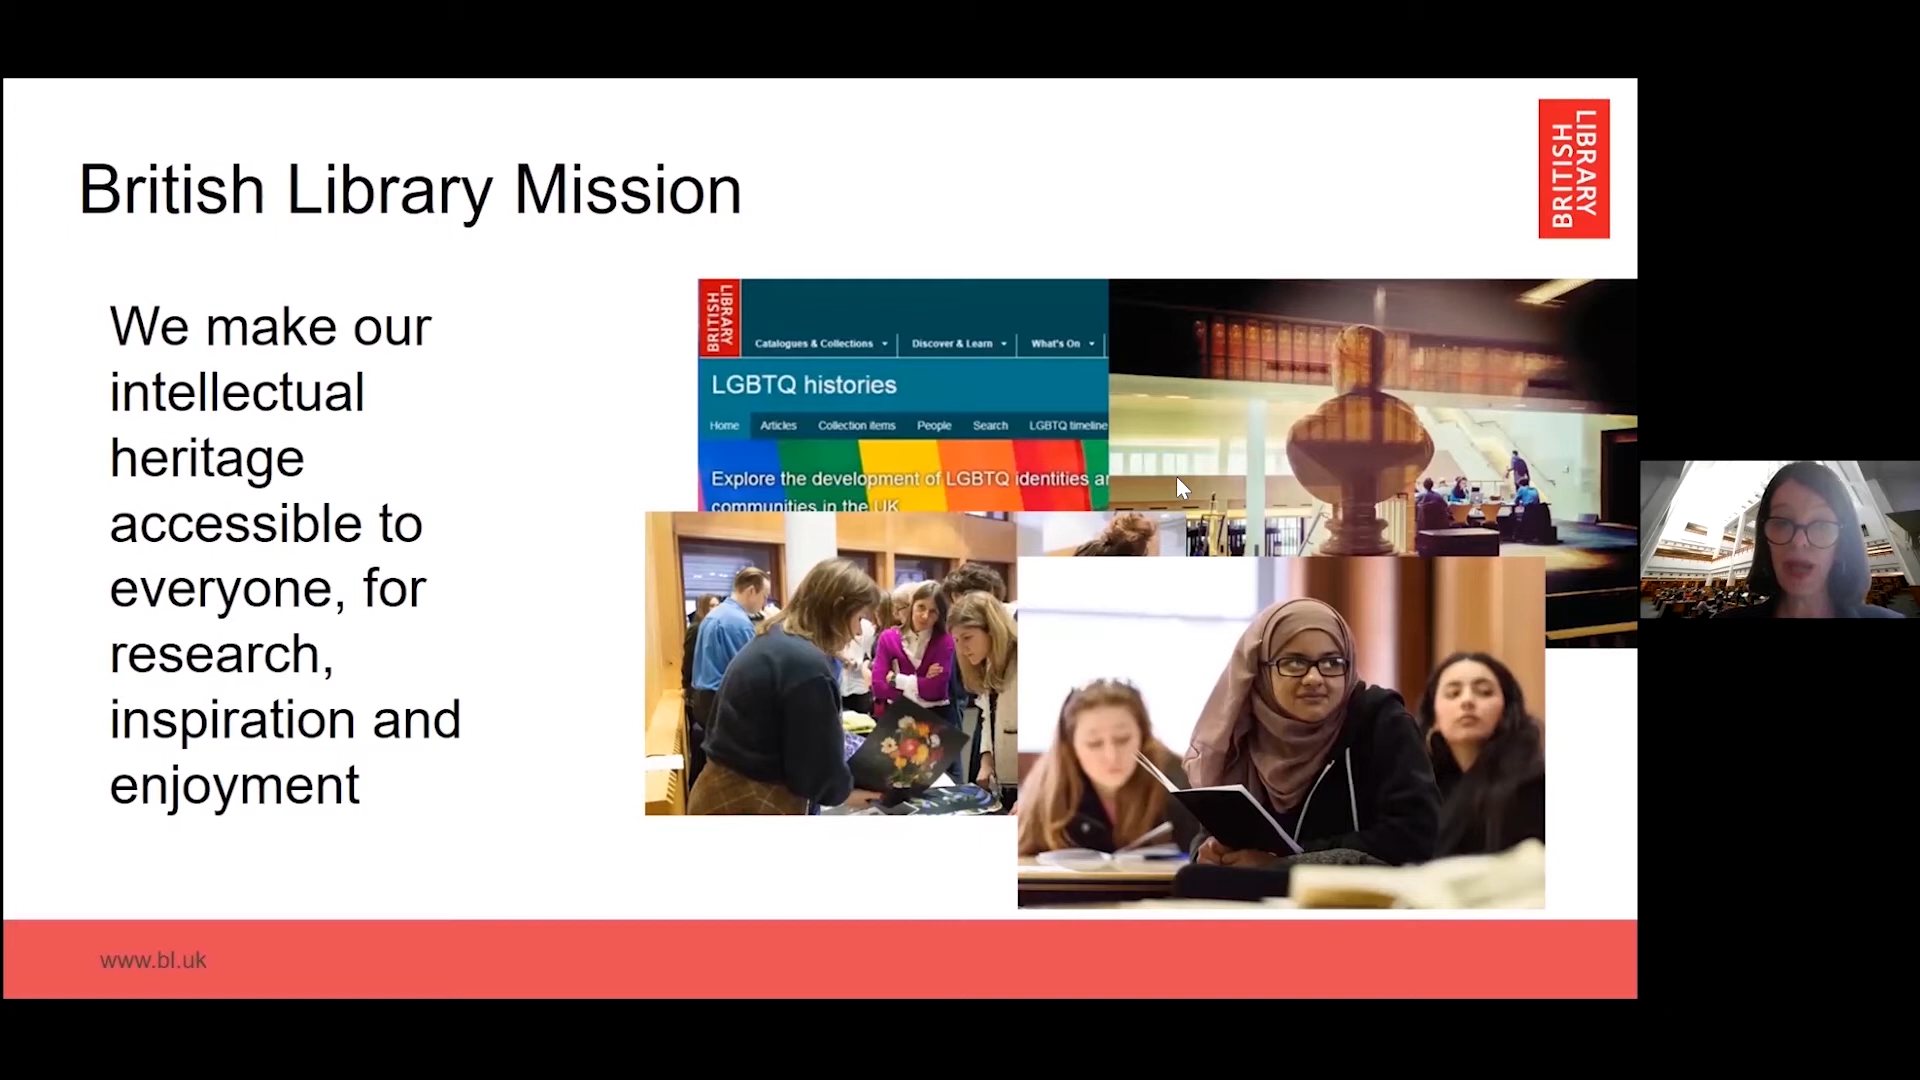 British Library Mission
LIBRARY
BRITISH
We make our
intellectual
heritage
accessible to
everyone, for
research,
inspiration and
enjoyment
LIBRARY
BRITISH
Catalogues & Collections
Discover & Learn
What's On
LGBTQ histories
Home
Articles
Collection items
People
Search
LGBTQ timeline
Explore the development of LGBTQ identities
communities in the UK
www.bl.uk